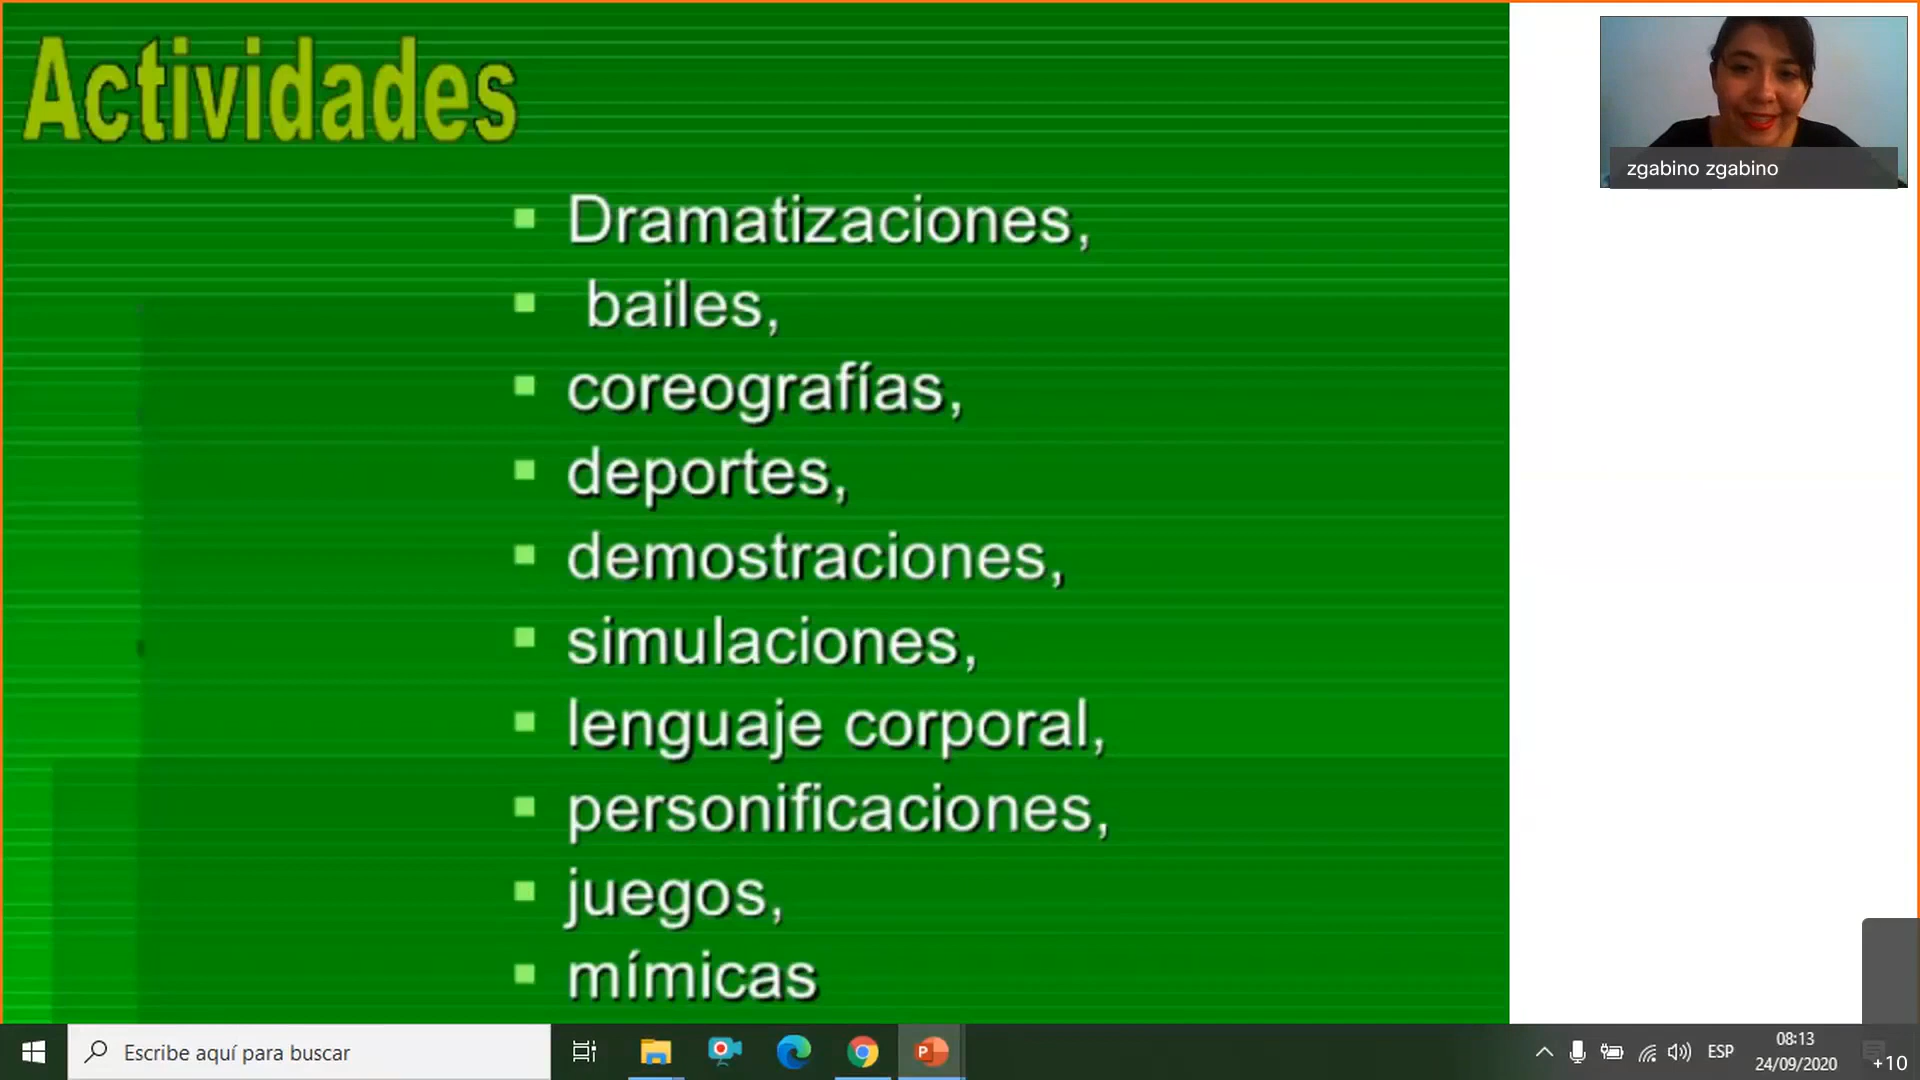 Actividades
zgabino zgabino
Dramatizaciones,
bailes,
coreografías,
deportes,
demostraciones,
simulaciones,
lenguaje corporal,
personificaciones,
juegos,
mímicas
Escribe aquí para buscar
ESP
08:13
24/09/2020
+10